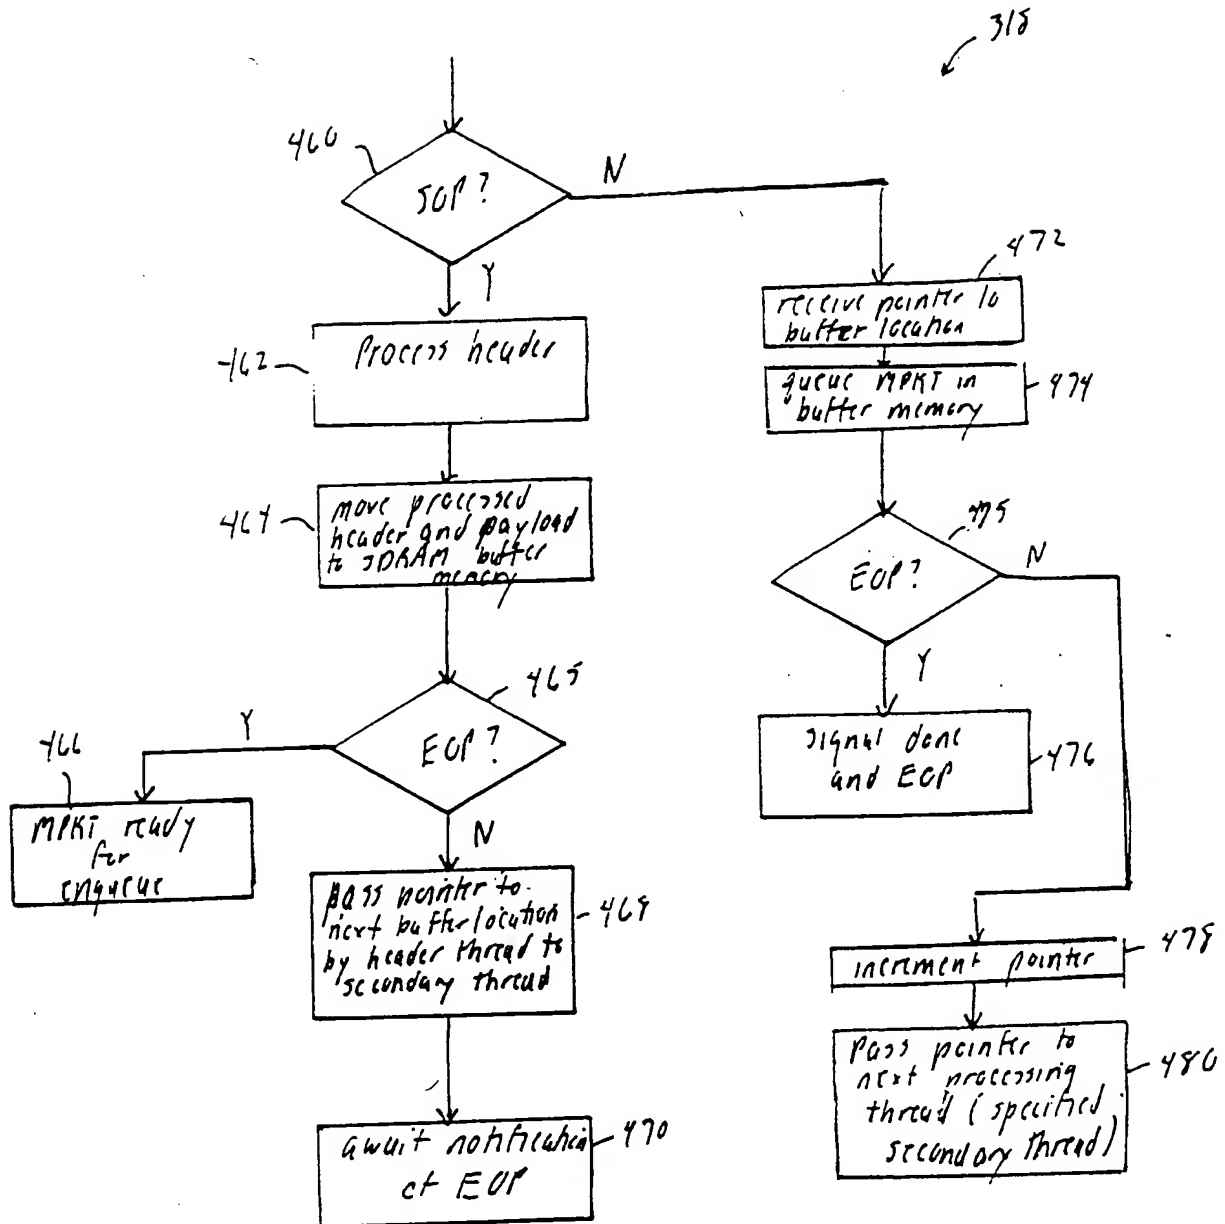 318
460
SOP?
N
Y
472
receive pointer to
buffer location
462
Process header
queue MPKT in
buffer memory
474
464
move processed
header and payload
to SDRAM buffer
memory
475
EOP?
N
Y
465
EOP?
Y
N
signal done
and EOP
476
466
MPKT ready
for
enqueue
pass pointer to
next buffer location
by header thread to
secondary thread
469
increment pointer
478
Pass pointer to
next processing
thread (specified
secondary thread)
480
await notification
of EOP
470